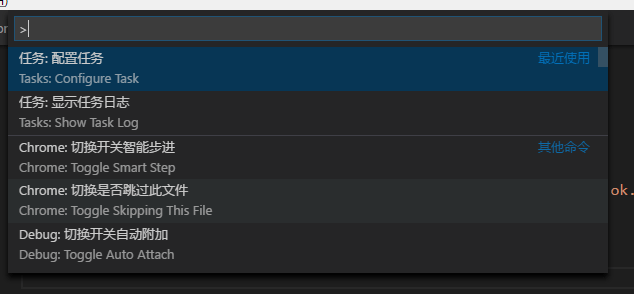 >
任务: 配置任务 最近使用
Tasks: Configure Task
任务: 显示任务日志
Tasks: Show Task Log
Chrome: 切换开关智能步进 其他命令
Chrome: Toggle Smart Step
Chrome: 切换是否跳过此文件
Chrome: Toggle Skipping This File
ok.
Debug: 切换开关自动附加
Debug: Toggle Auto Attach